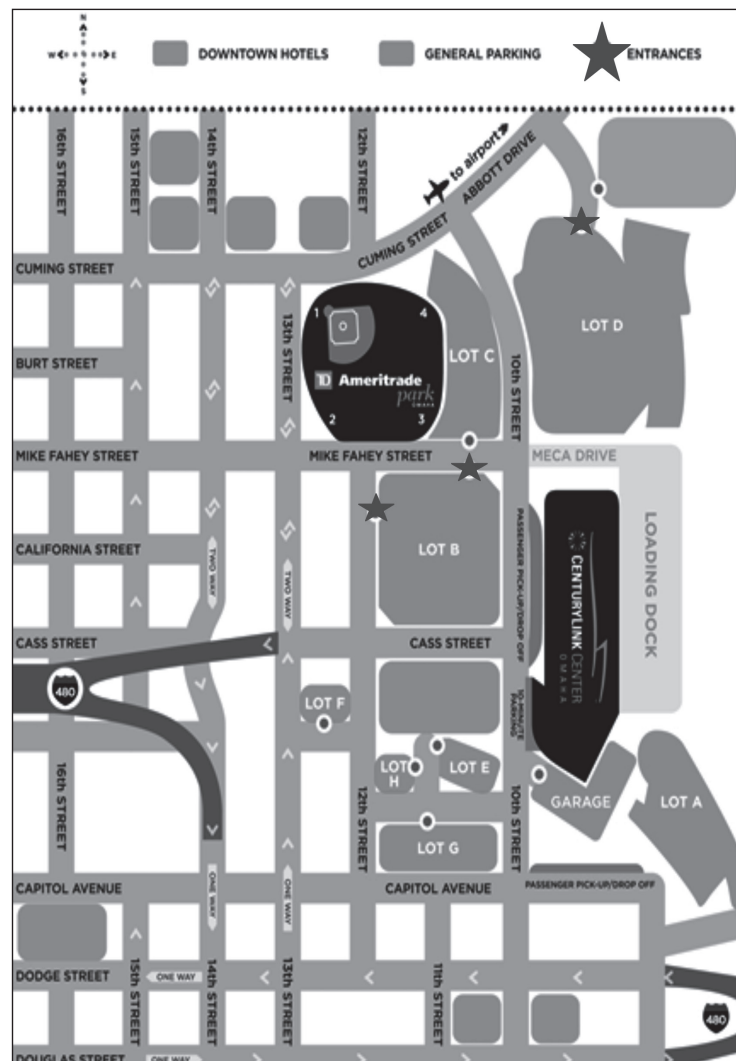 N
W E
S
DOWNTOWN HOTELS
GENERAL PARKING
ENTRANCES
16th STREET
15th STREET
14th STREET
12th STREET
to airport
ABBOTT DRIVE
CUMING STREET
CUMING STREET
13th STREET
1
4
LOT D
BURT STREET
LOT C
TD Ameritrade
park
OMAHA
10th STREET
2
3
MIKE FAHEY STREET
MIKE FAHEY STREET
MECA DRIVE
CALIFORNIA STREET
TWO WAY
TWO WAY
LOT B
PASSENGER PICK-UP/DROP OFF
CENTURYLINK CENTER
OMAHA
LOADING DOCK
CASS STREET
CASS STREET
480
LOT F
10-MINUTE
PARKING
LOT
H
LOT E
16th STREET
12th STREET
10th STREET
GARAGE
LOT A
LOT G
CAPITOL AVENUE
CAPITOL AVENUE
PASSENGER PICK-UP/DROP OFF
ONE WAY
ONE WAY
DODGE STREET
15th STREET
ONE WAY
14th STREET
13th STREET
11th STREET
480
DOUGLAS STREET
ONE WAY